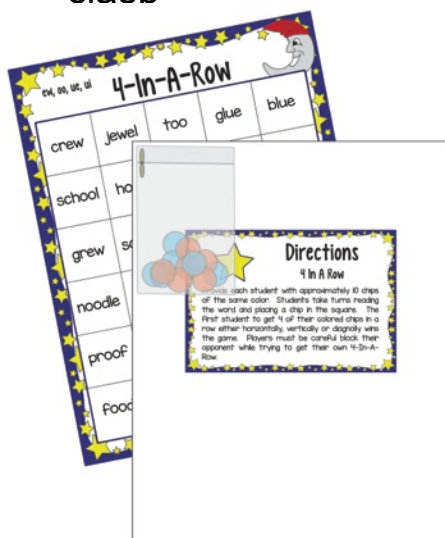 ew, oo, ue, ui
4-In-A-Row
crew jewel too glue blue
school
grew
noodle
proof
Directions
4 In A Row
each student with approximately 10 chips
of the same color. Students take turns reading
the word and placing a chip in the square. The
first student to get 4 of their colored chips in a
row either horizontally, vertically or diagnolly wins
the game. Players must be careful block their
opponent while trying to get their own 4-In-A-
Row.